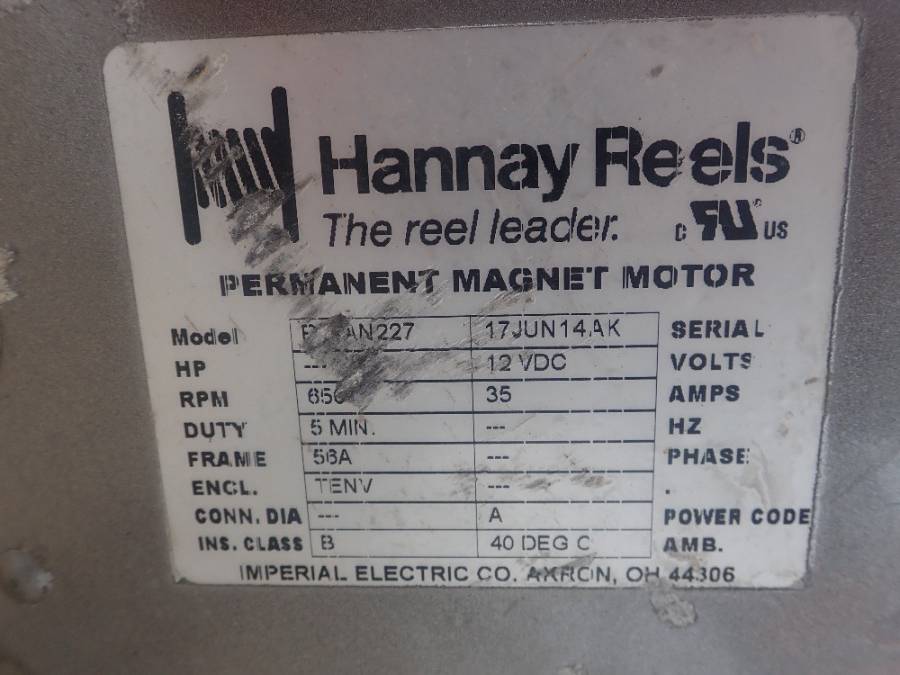 Hannay Reels®
The reel leader.
C RU® US
PERMANENT MAGNET MOTOR
Model 17JUN14AK SERIAL
HP --- 12 VDC VOLTS
RPM 35 AMPS
DUTY 5 MIN. --- HZ
FRAME 56A --- PHASE
ENCL. TENV --- .
CONN. DIA --- A POWER CODE
INS. CLASS B 40 DEG C AMB.
IMPERIAL ELECTRIC CO. AKRON, OH 44306